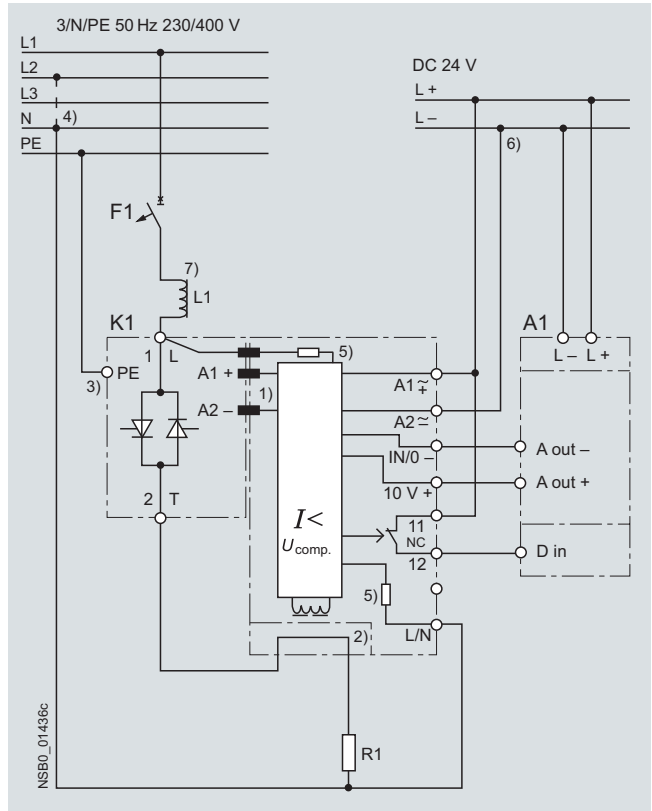 3/N/PE 50 Hz 230/400 V
L1
L2
L3
N 4)
PE
DC 24 V
L +
L –
6)
F1
7)
L1
K1
A1
1 L
5)
L – L +
3) PE
A1 +
1)
A1 ≂ +
A2 –
A2 ≂
IN/0 –
A out –
10 V +
A out +
2 T
I<
U comp.
11
NC
12
D in
5)
2)
L/N
R1
NSB0_01436c